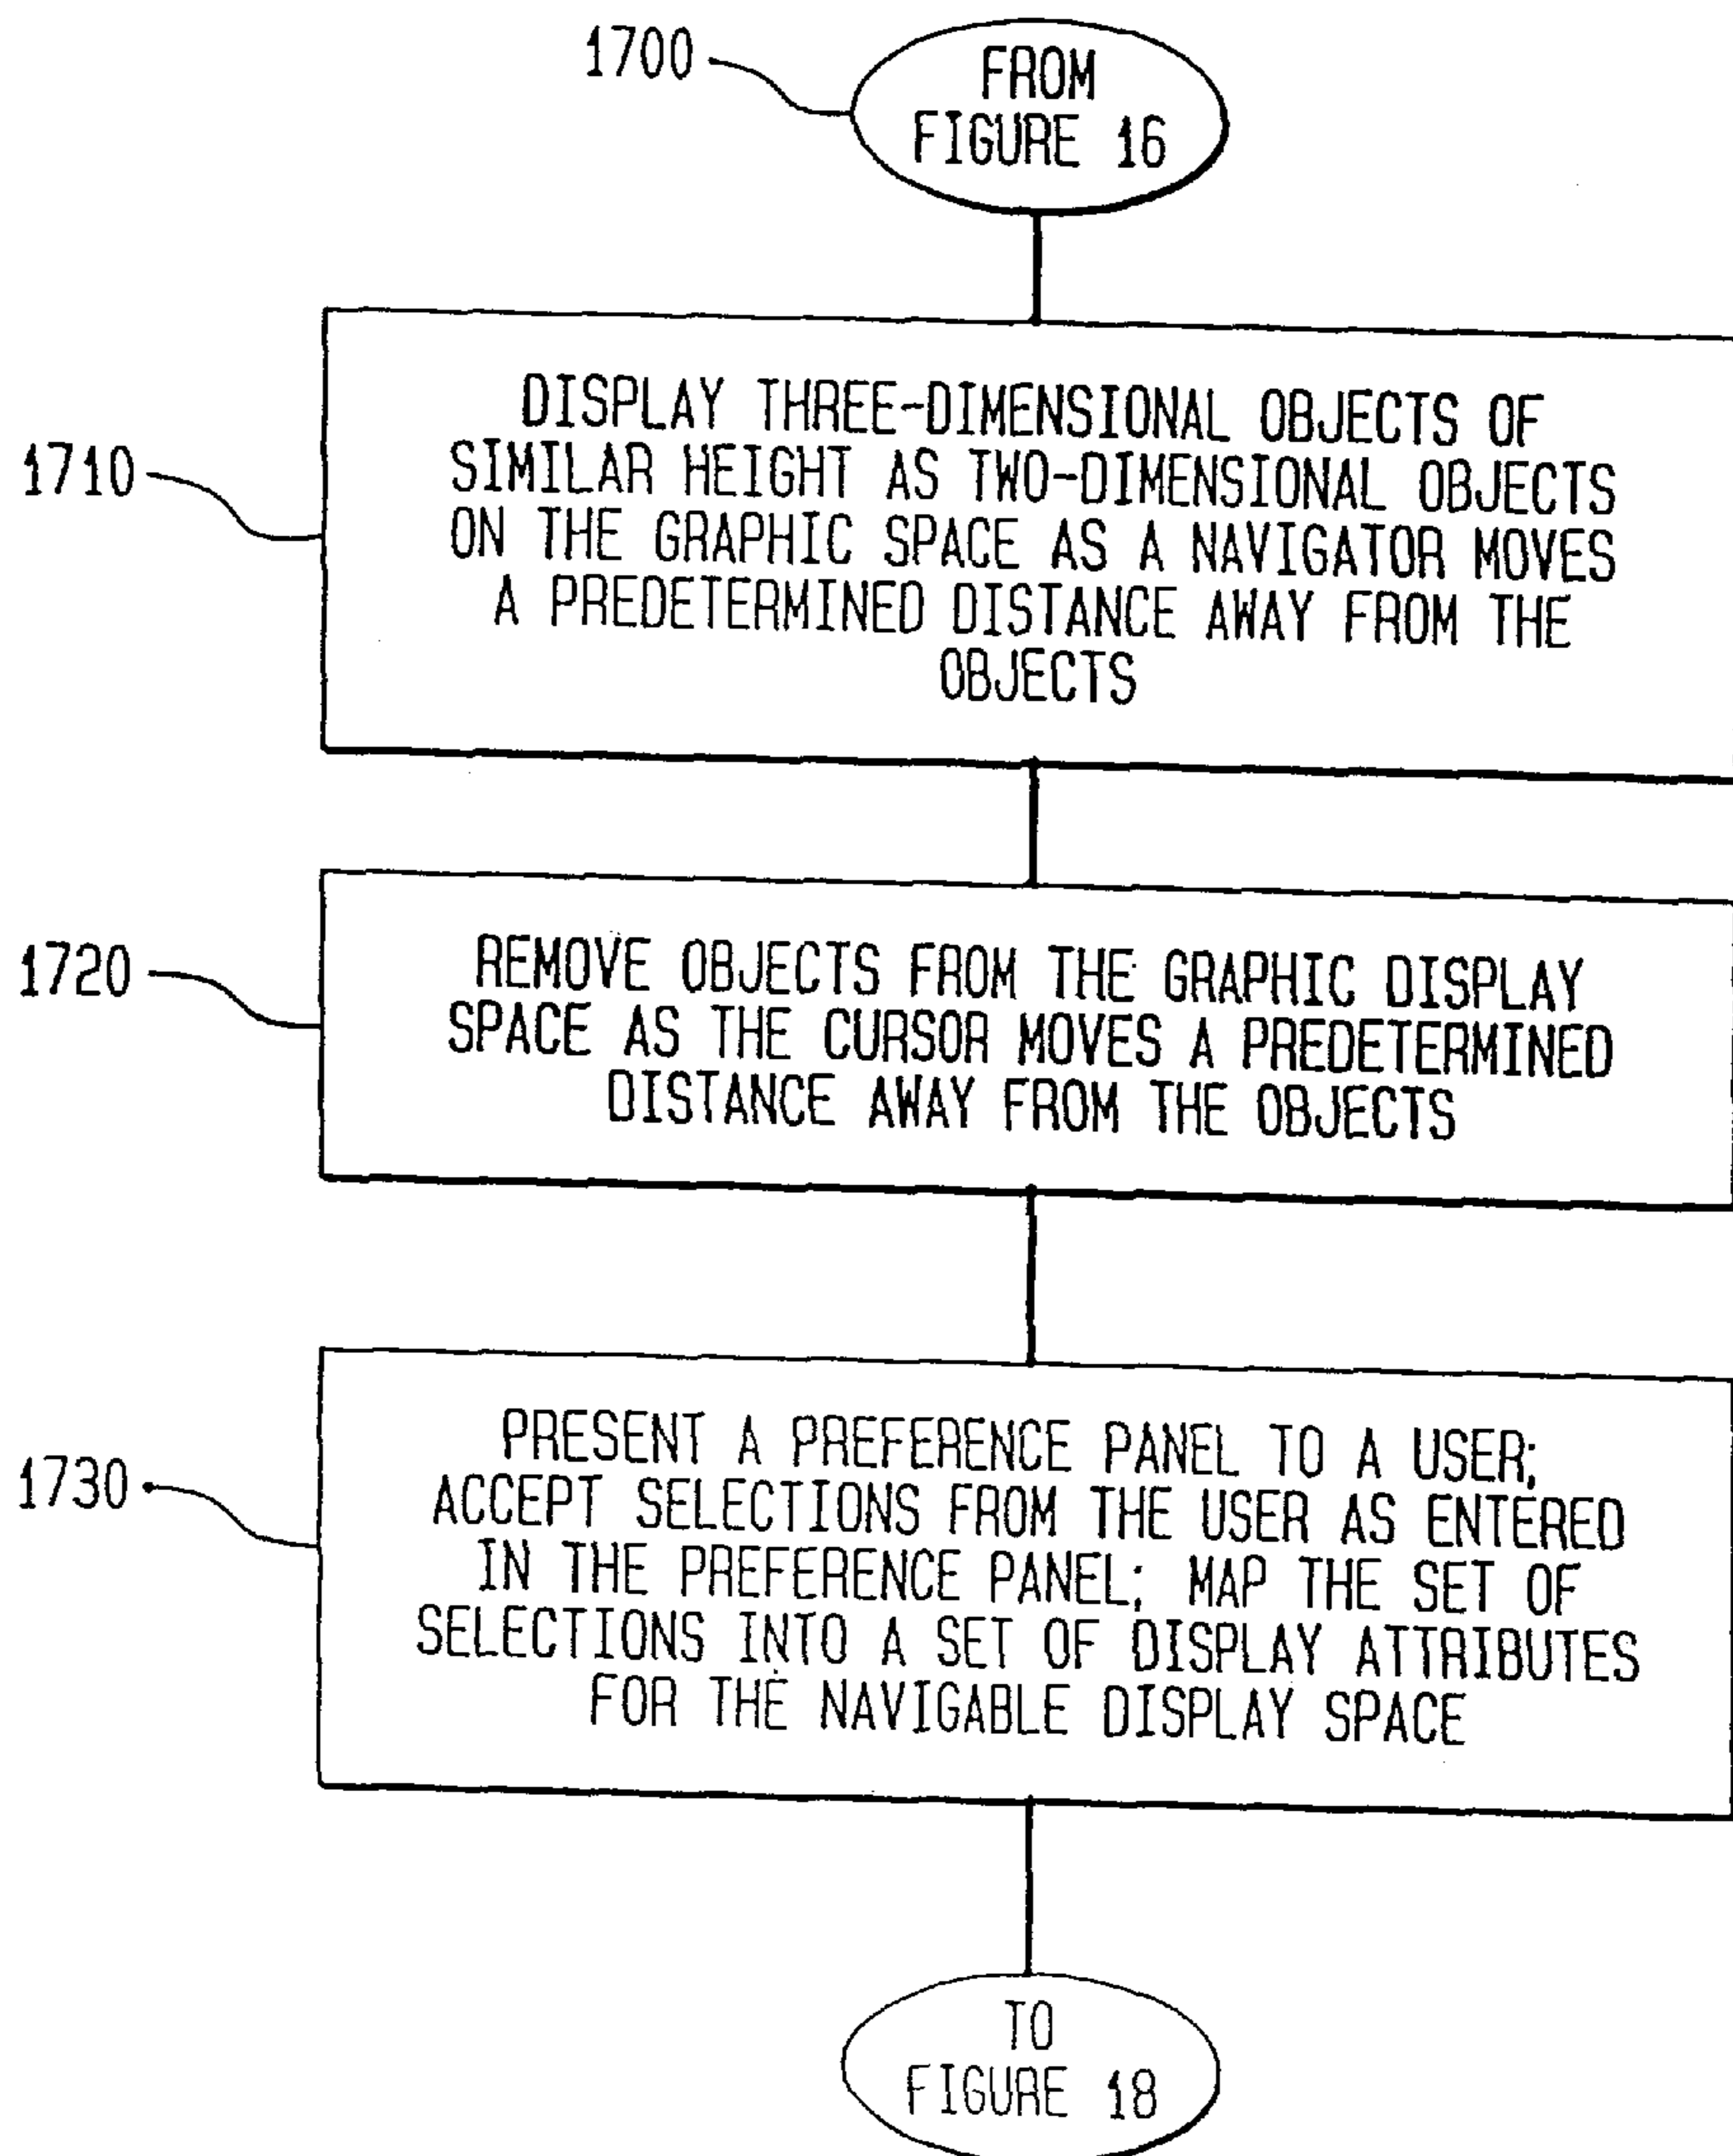 1700
FROM
FIGURE 16
1710
DISPLAY THREE-DIMENSIONAL OBJECTS OF
SIMILAR HEIGHT AS TWO-DIMENSIONAL OBJECTS
ON THE GRAPHIC SPACE AS A NAVIGATOR MOVES
A PREDETERMINED DISTANCE AWAY FROM THE
OBJECTS
1720
REMOVE OBJECTS FROM THE GRAPHIC DISPLAY
SPACE AS THE CURSOR MOVES A PREDETERMINED
DISTANCE AWAY FROM THE OBJECTS
1730
PRESENT A PREFERENCE PANEL TO A USER;
ACCEPT SELECTIONS FROM THE USER AS ENTERED
IN THE PREFERENCE PANEL; MAP THE SET OF
SELECTIONS INTO A SET OF DISPLAY ATTRIBUTES
FOR THE NAVIGABLE DISPLAY SPACE
TO
FIGURE 18